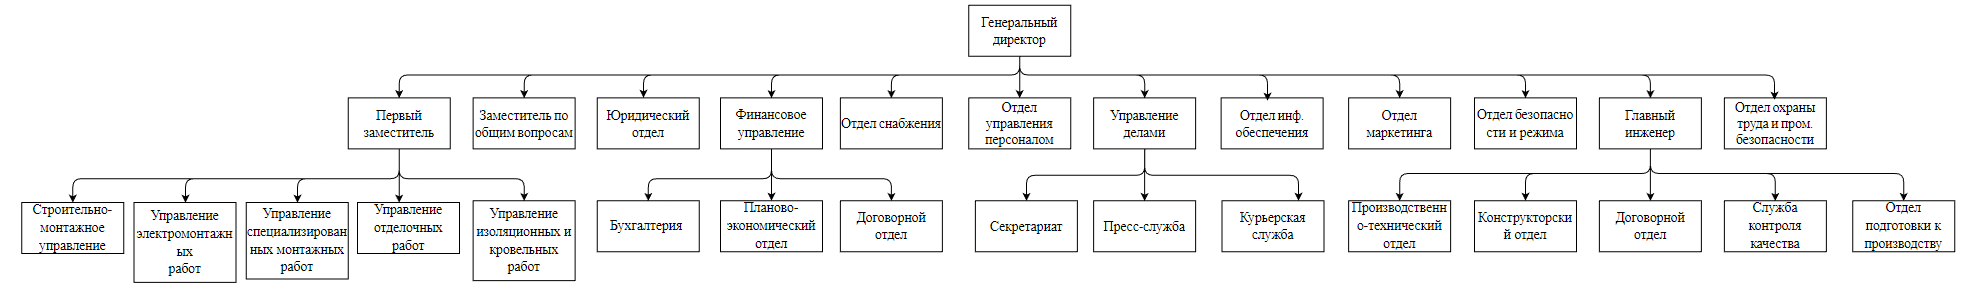 Генеральный
директор
Первый
заместитель
Заместитель по
общим вопросам
Юридический
отдел
Финансовое
управление
Отдел снабжения
Отдел
управления
персоналом
Управление
делами
Отдел инф.
обеспечения
Отдел
маркетинга
Отдел безопасно
сти и режима
Главный
инженер
Отдел охраны
труда и пром.
безопасности
Строительно-
монтажное
управление
Управление
электромонтажн
ых
работ
Управление
специализирован
ных монтажных
работ
Управление
отделочных
работ
Управление
изоляционных и
кровельных
работ
Бухгалтерия
Планово-
экономический
отдел
Договорной
отдел
Секретариат
Пресс-служба
Курьерская
служба
Производственн
о-технический
отдел
Конструкторски
й отдел
Договорной
отдел
Служба
контроля
качества
Отдел
подготовки к
производству